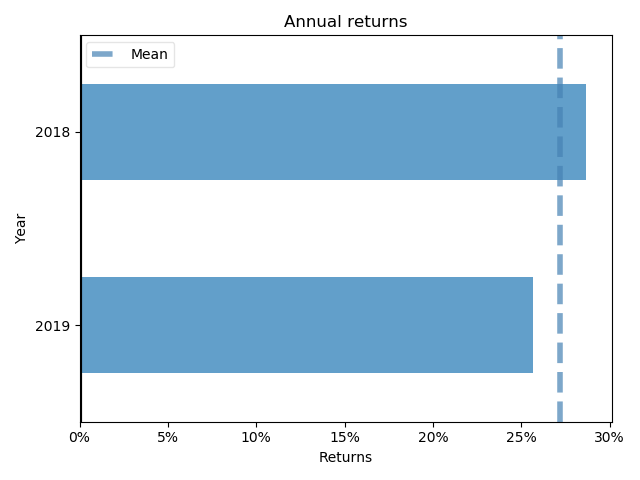 Annual returns
Mean
2018
2019
Year
0% 5% 10% 15% 20% 25% 30%
Returns